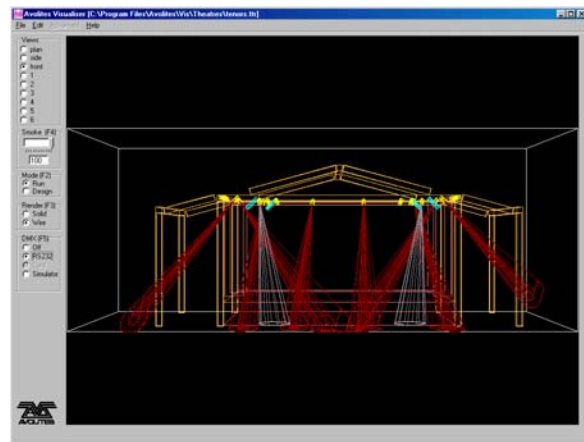 Avolites Visualiser [C:\Program Files\Avolites\Vis\Theatres\tenors.ttr]
File Edit Advanced Help
Views
plan
side
front
1
2
3
4
5
6
Smoke (F4)
100
Mode (F2)
Run
Design
Render (F3)
Solid
Wire
DMX (F5)
Off
RS232
Simulator
AVOLITES